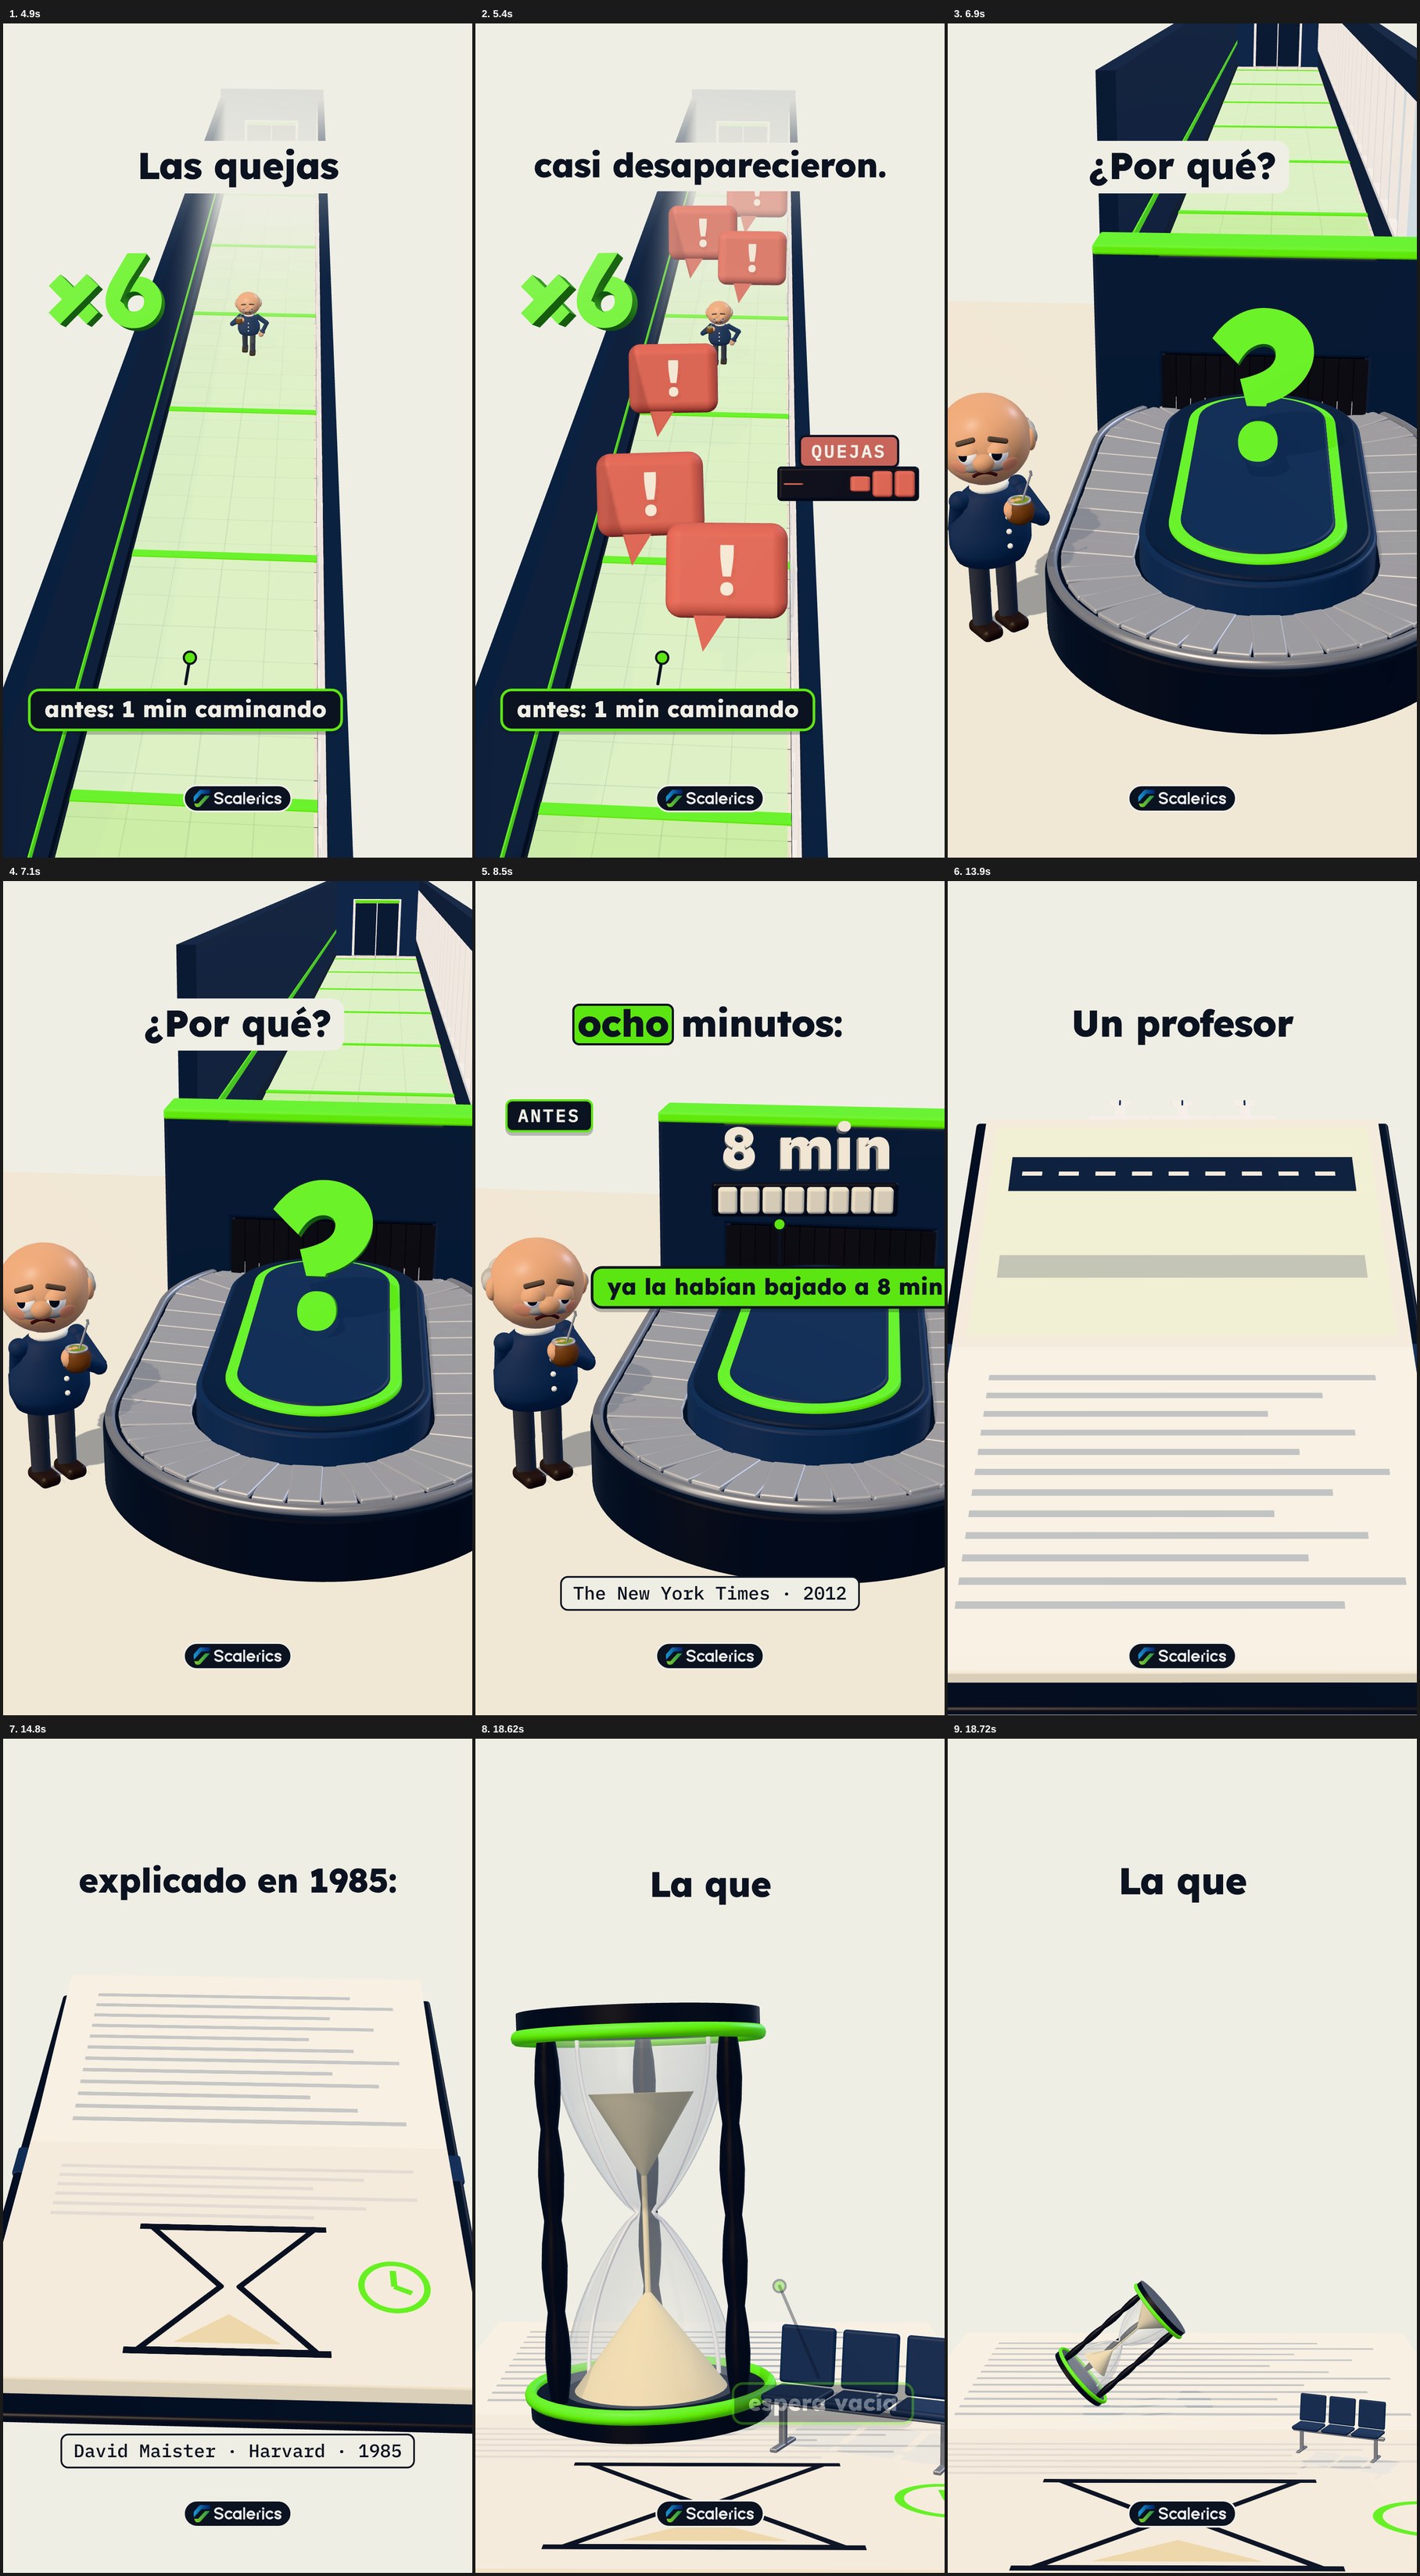 1. 4.9s
Las quejas
x6
antes: 1 min caminando
Scalerics
2. 5.4s
casi desaparecieron.
!
!
!
x6
!
QUEJAS
!
!
antes: 1 min caminando
Scalerics
3. 6.9s
¿Por qué?
?
Scalerics
4. 7.1s
¿Por qué?
?
Scalerics
5. 8.5s
ocho minutos:
ANTES
8 min
ya la habían bajado a 8 min
The New York Times · 2012
Scalerics
6. 13.9s
Un profesor
Scalerics
7. 14.8s
explicado en 1985:
David Maister · Harvard · 1985
Scalerics
8. 18.62s
La que
espera vacía
Scalerics
9. 18.72s
La que
Scalerics